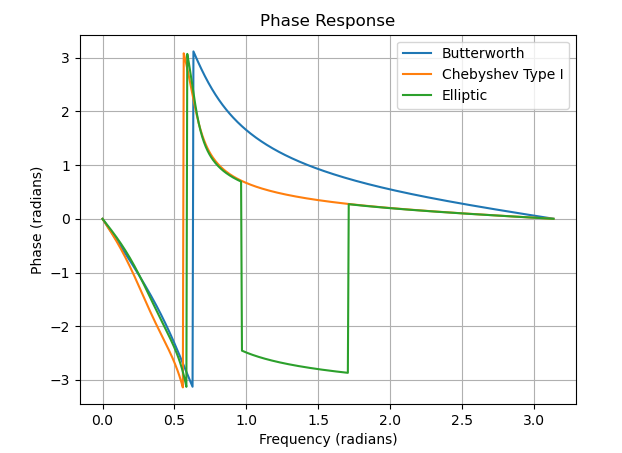 Phase Response
Butterworth
Chebyshev Type I
Elliptic
Phase (radians)
3
2
1
0
−1
−2
−3
0.0 0.5 1.0 1.5 2.0 2.5 3.0
Frequency (radians)